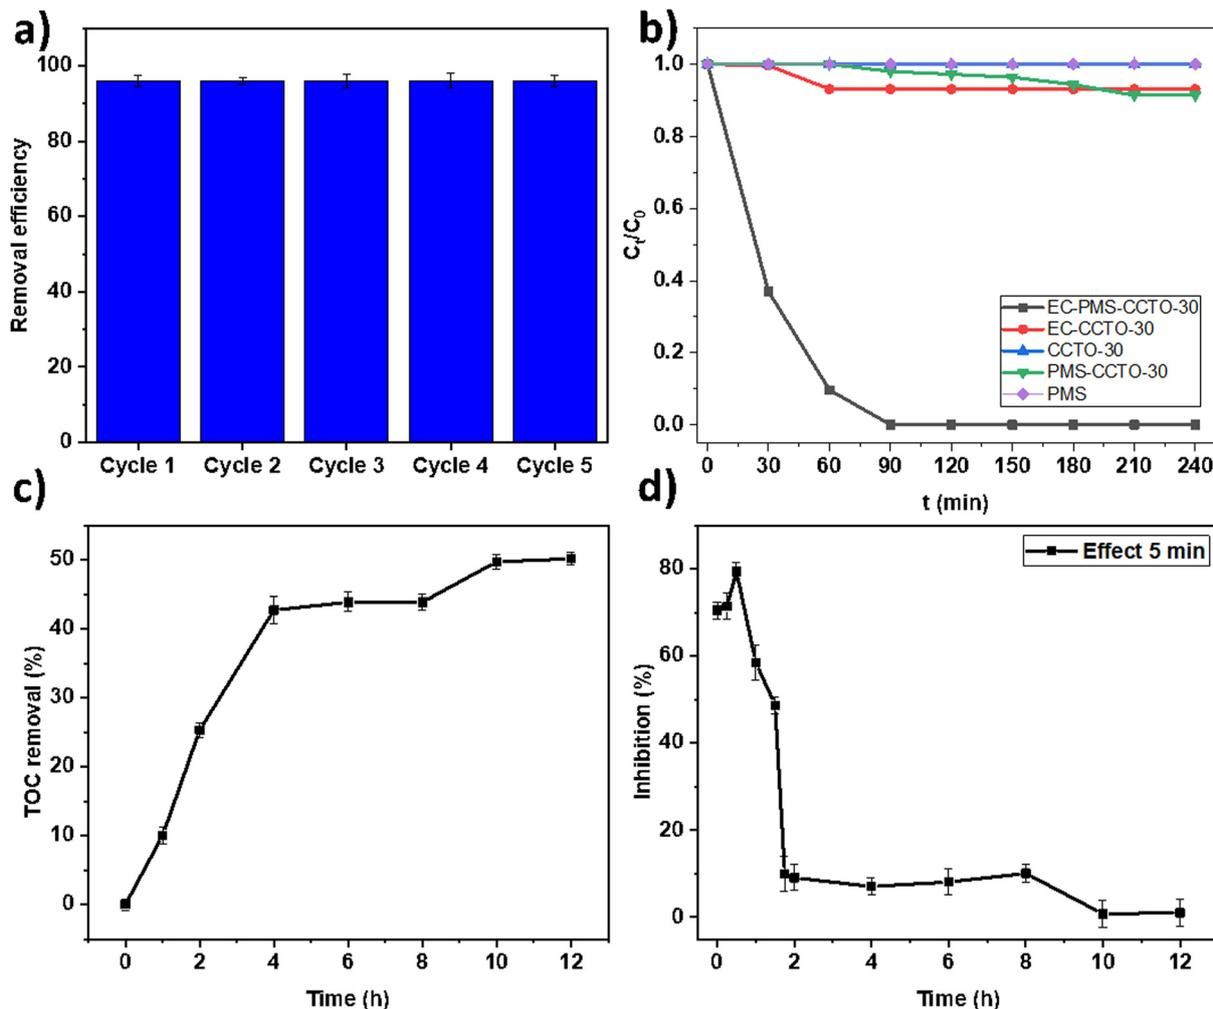 a)
Removal efficiency
100
80
60
40
20
0
Cycle 1 Cycle 2 Cycle 3 Cycle 4 Cycle 5
b)
Ct/C0
1.0
0.8
0.6
0.4
0.2
0.0
EC-PMS-CCTO-30
EC-CCTO-30
CCTO-30
PMS-CCTO-30
PMS
0 30 60 90 120 150 180 210 240
t (min)
c)
TOC removal (%)
50
40
30
20
10
0
0 2 4 6 8 10 12
Time (h)
d)
Inhibition (%)
Effect 5 min
80
60
40
20
0
0 2 4 6 8 10 12
Time (h)